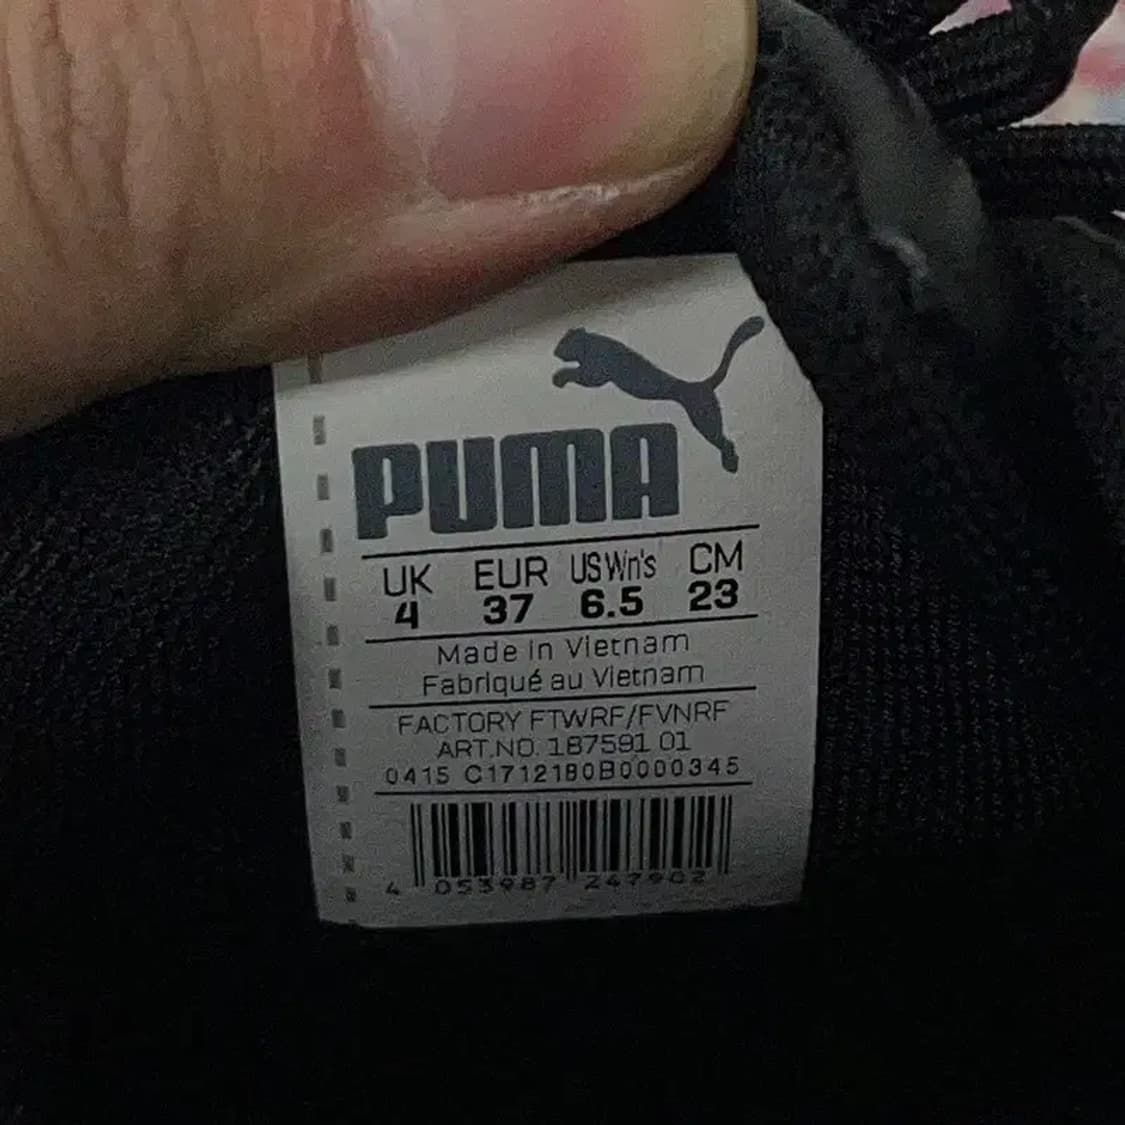 PUMA
UK EUR US Wn's CM
4 37 6.5 23
Made in Vietnam
Fabriqué au Vietnam
FACTORY FTWRF/FVNRF
ART.NO. 187591 01
0415 C1712180B0000345
4 053987 247902